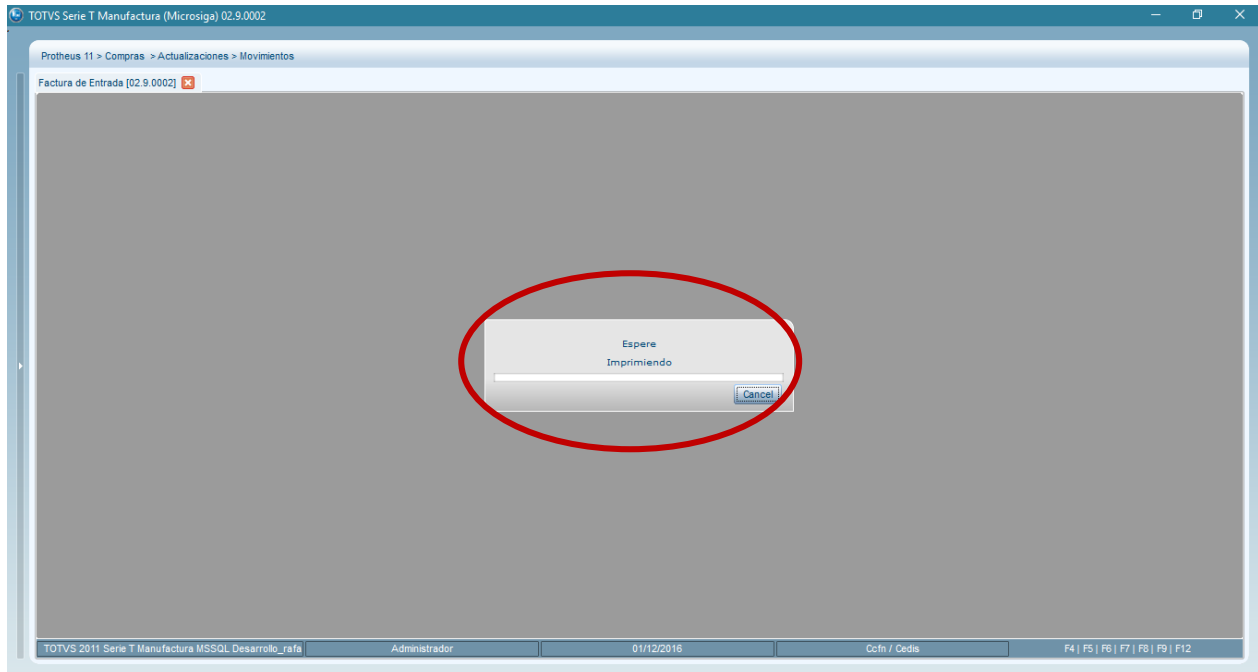 TOTVS Serie T Manufactura (Microsiga) 02.9.0002
Protheus 11 > Compras > Actualizaciones > Movimientos
Factura de Entrada [02.9.0002]
Espere
Imprimiendo
Cancel
TOTVS 2011 Serie T Manufactura MSSQL Desarrollo_rafa Administrador 01/12/2016 Ccfn / Cedis F4 | F5 | F6 | F7 | F8 | F9 | F12